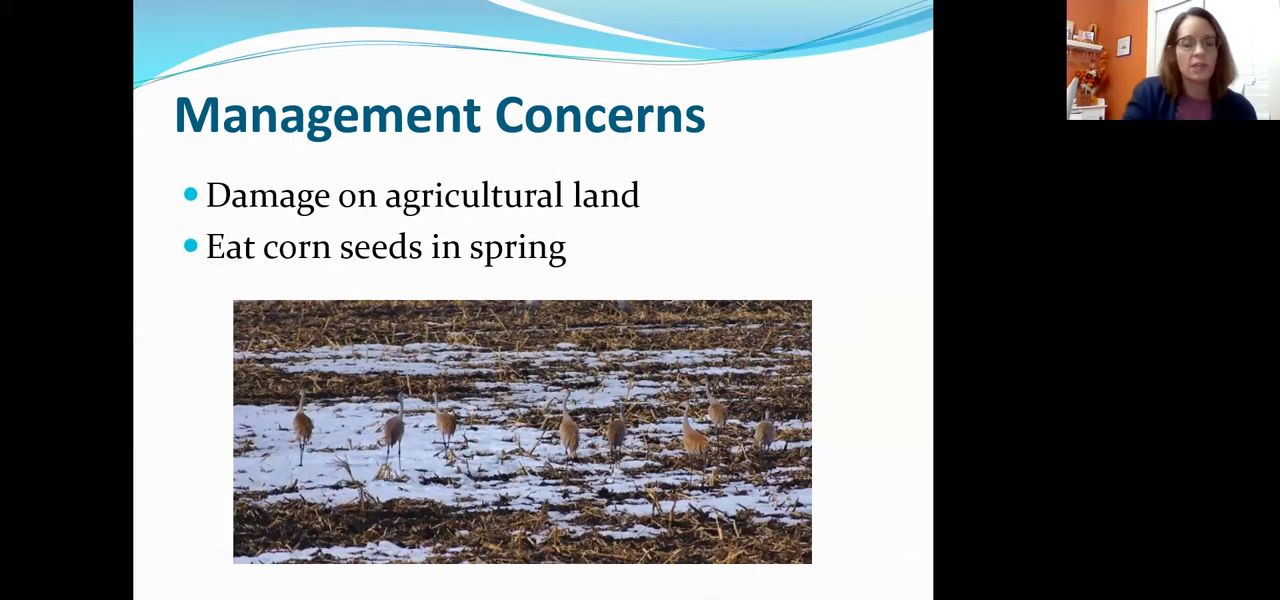 Management Concerns
Damage on agricultural land
Eat corn seeds in spring